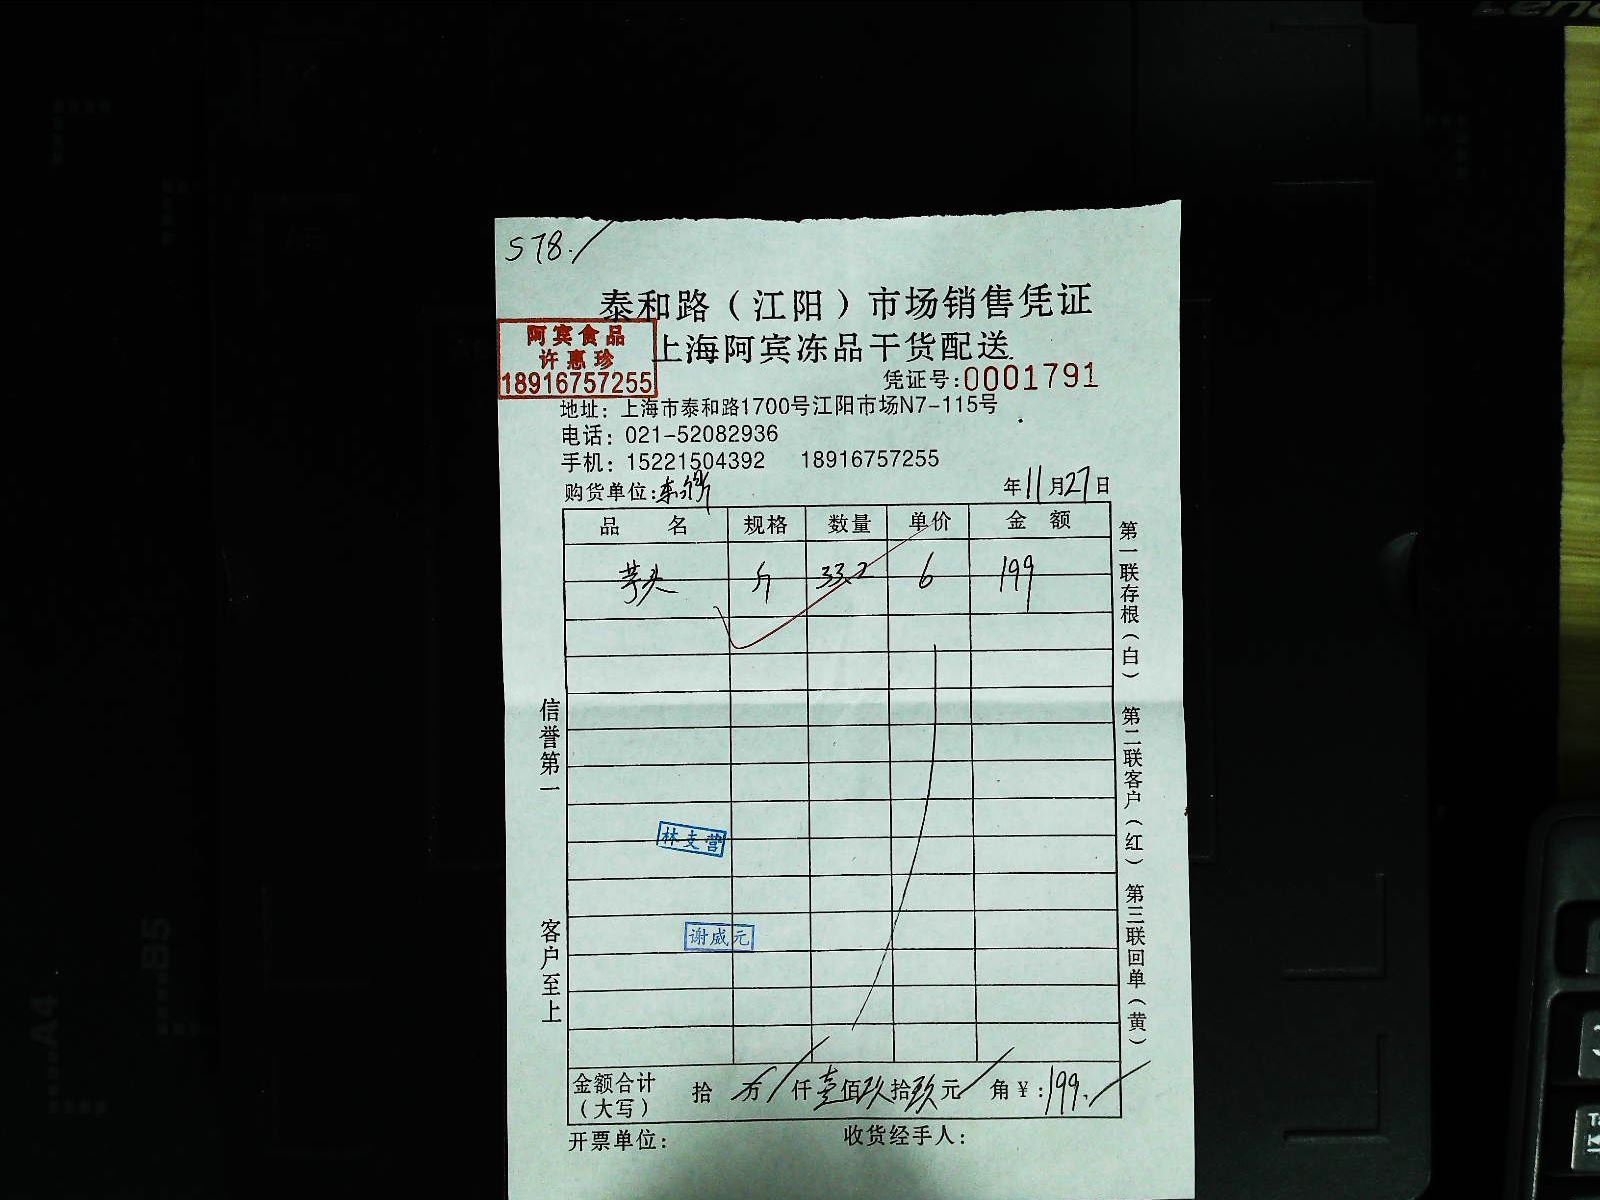 Leno
578.
泰和路（江阳）市场销售凭证
上海阿宾冻品干货配送
阿宾食品
许惠珍
18916757255
凭证号:0001791
地址：上海市泰和路1700号江阳市场N7-115号
电话：021-52082936
手机：15221504392 18916757255
购货单位:
年11月27日
品 名 规格 数量 单价 金 额
芋头 斤 33.2 6 199
第一联存根（白） 第二联客户（红） 第三联回单（黄）
信誉第一
客户至上
林支营
谢威元
金额合计（大写） 拾 万 仟壹佰玖拾玖元 角￥:199.
开票单位： 收货经手人：
B5
A4